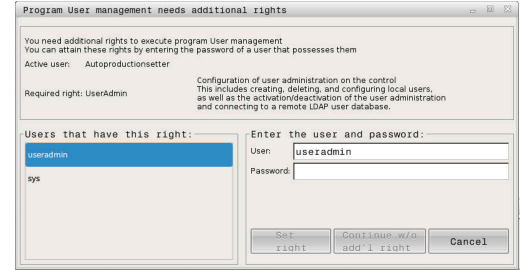 Program User management needs additional rights
You need additional rights to execute program User management
You can attain these rights by entering the password of a user that possesses them
Active user: Autoproductionsetter
Required right: UserAdmin
Configuration of user administration on the control
This includes creating, deleting, and configuring local users,
as well as the activation/deactivation of the user administration
and connecting to a remote LDAP user database.
Users that have this right:
useradmin
sys
Enter the user and password:
User: useradmin
Password:
Set
right
Continue w/o
add'l right
Cancel